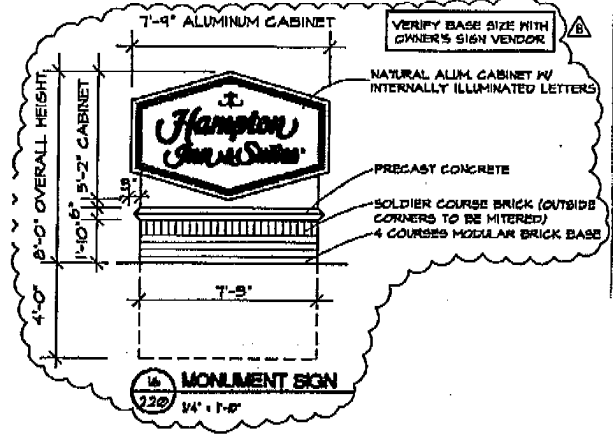 7'-9" ALUMINUM CABINET
VERIFY BASE SIZE WITH
OWNER'S SIGN VENDOR
B
NATURAL ALUM. CABINET W/
INTERNALLY ILLUMINATED LETTERS
Hampton
Inn & Suites
PRECAST CONCRETE
SOLDIER COURSE BRICK (OUTSIDE
CORNERS TO BE MITERED)
4 COURSES MODULAR BRICK BASE
8'-0" OVERALL HEIGHT
5'-2" CABINET
1'-10"
4'-0"
7'-5"
16
220
MONUMENT SIGN
1/4" = 1'-0"